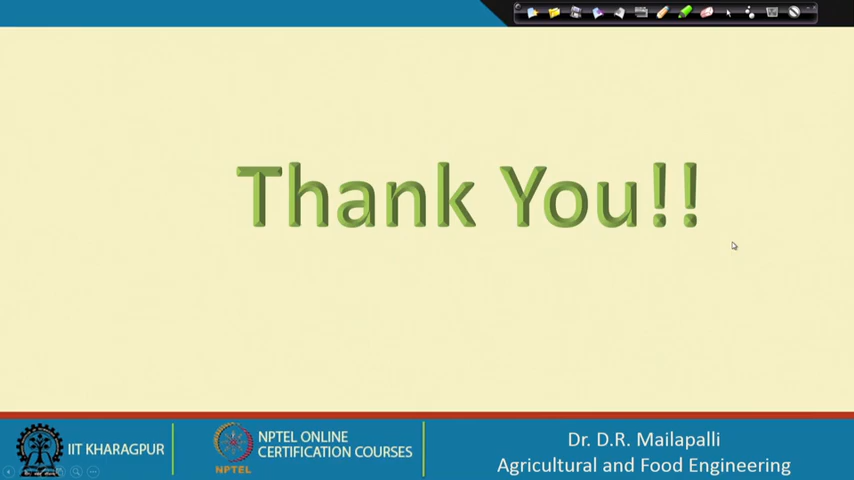 Thank You!!
IIT KHARAGPUR
NPTEL
NPTEL ONLINE
CERTIFICATION COURSES
Dr. D.R. Mailapalli
Agricultural and Food Engineering